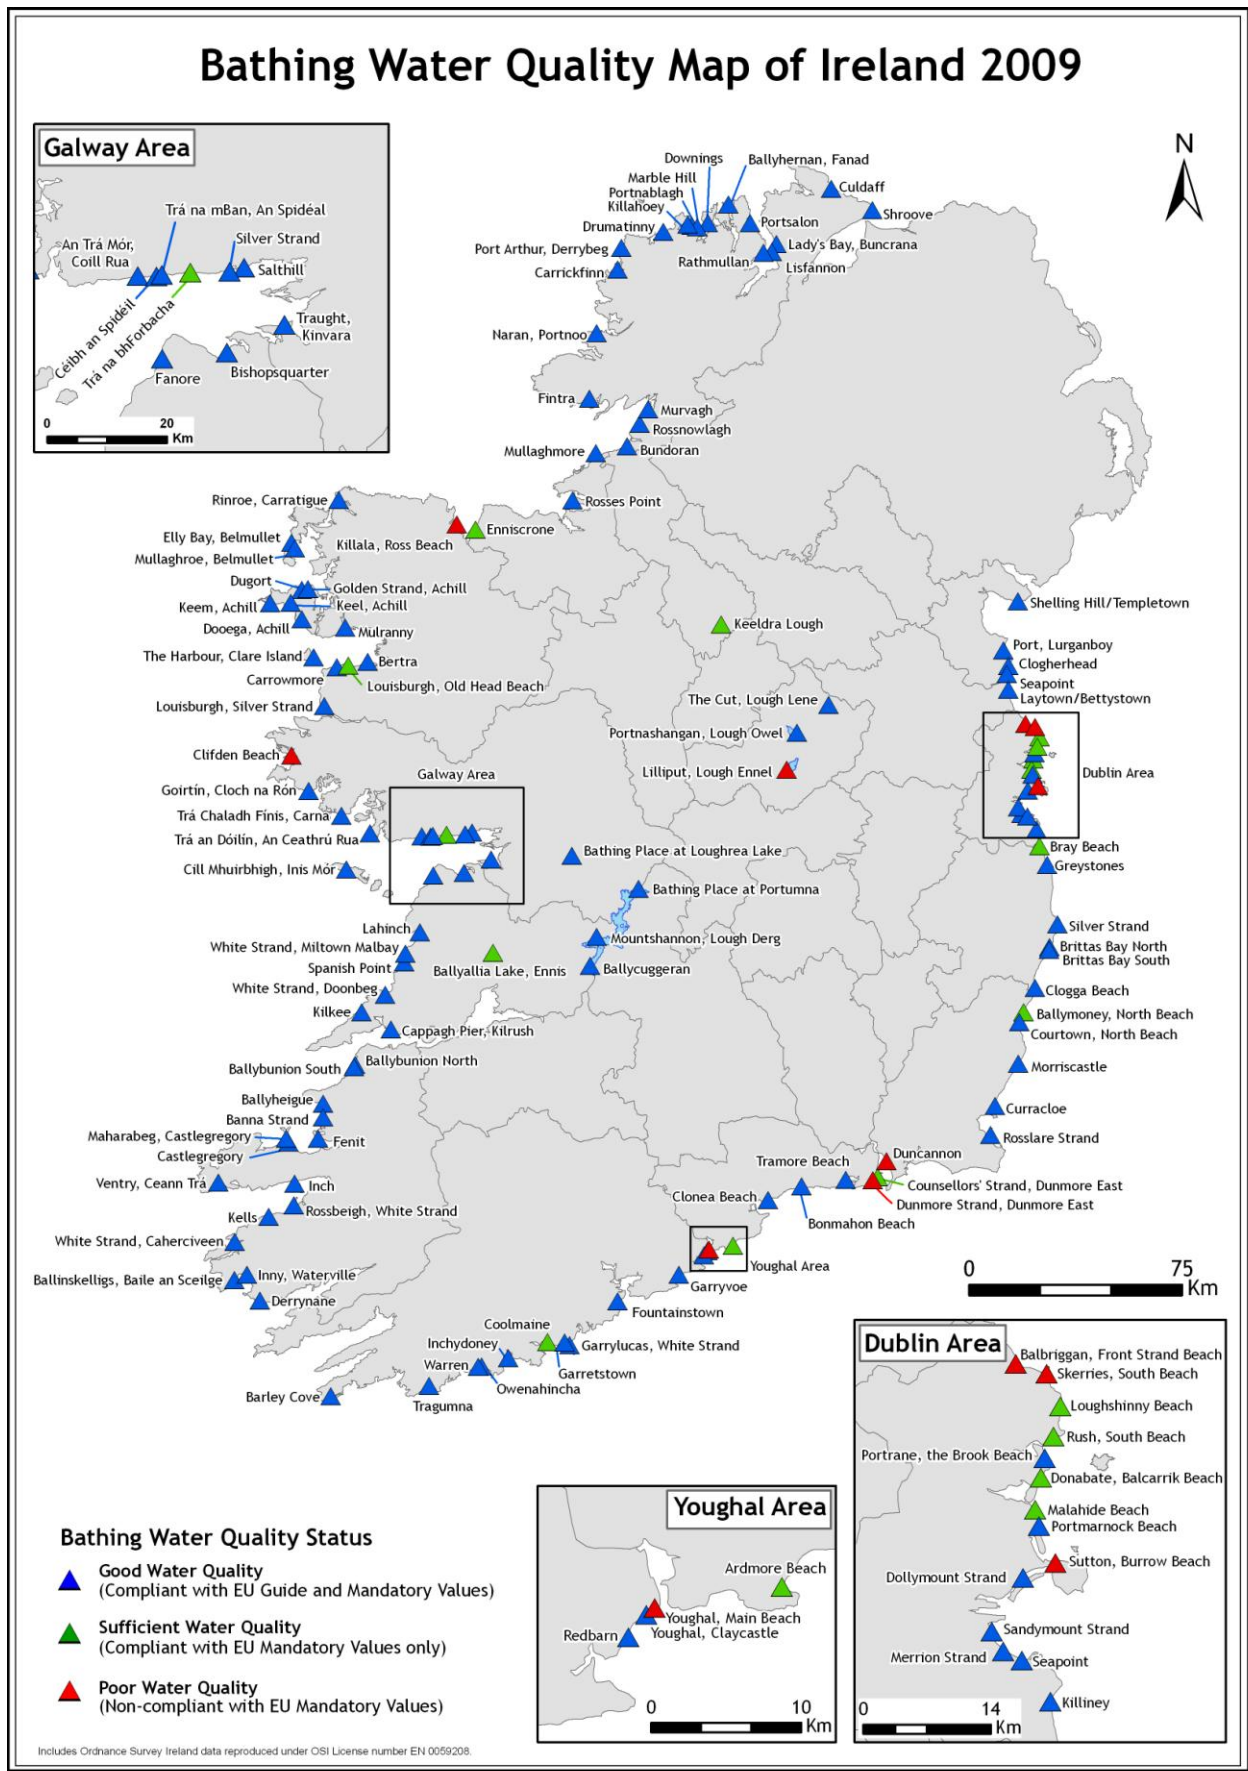 Bathing Water Quality Map of Ireland 2009
Galway Area
Trá na mBan, An Spidéal
An Trá Mór,
Coill Rua
Silver Strand
Salthill
Céibh an Spidéil
Trá na bhForbacha
Traught,
Kinvara
Fanore
Bishopsquarter
0 20
Km
N
Downings
Ballyhernan, Fanad
Marble Hill
Portnablagh
Killahoey
Culdaff
Shroove
Drumatinny
Portsalon
Port Arthur, Derrybeg
Lady's Bay, Buncrana
Rathmullan
Lisfannon
Carrickfinn
Naran, Portnoo
Fintra
Murvagh
Rossnowlagh
Mullaghmore
Bundoran
Rinroe, Carratigue
Rosses Point
Elly Bay, Belmullet
Killala, Ross Beach
Enniscrone
Mullaghroe, Belmullet
Dugort
Golden Strand, Achill
Keem, Achill
Keel, Achill
Dooega, Achill
Mulranny
Keeldra Lough
Shelling Hill/Templetown
The Harbour, Clare Island
Bertra
Carrowmore
Louisburgh, Old Head Beach
Port, Lurganboy
Clogherhead
Seapoint
Laytown/Bettystown
Louisburgh, Silver Strand
The Cut, Lough Lene
Portnashangan, Lough Owel
Clifden Beach
Lilliput, Lough Ennel
Galway Area
Dublin Area
Goirtín, Cloch na Rón
Trá Chaladh Fínis, Carna
Trá an Dóilín, An Ceathrú Rua
Cill Mhuirbhigh, Inis Mór
Bathing Place at Loughrea Lake
Bray Beach
Greystones
Bathing Place at Portumna
Lahinch
Silver Strand
White Strand, Miltown Malbay
Mountshannon, Lough Derg
Brittas Bay North
Brittas Bay South
Spanish Point
Ballyallia Lake, Ennis
Ballycuggeran
White Strand, Doonbeg
Clogga Beach
Kilkee
Ballymoney, North Beach
Cappagh Pier, Kilrush
Courtown, North Beach
Ballybunion North
Ballybunion South
Morriscastle
Ballyheigue
Banna Strand
Curracloe
Maharabeg, Castlegregory
Fenit
Rosslare Strand
Castlegregory
Duncannon
Tramore Beach
Ventry, Ceann Trá
Inch
Counsellors' Strand, Dunmore East
Clonea Beach
Dunmore Strand, Dunmore East
Rossbeigh, White Strand
Kells
Bonmahon Beach
White Strand, Caherciveen
Youghal Area
Inny, Waterville
Ballinskelligs, Baile an Sceilge
Garryvoe
Derrynane
Fountainstown
0 75
Km
Coolmaine
Inchydoney
Garrylucas, White Strand
Warren
Garretstown
Owenahincha
Barley Cove
Tragumna
Dublin Area
Balbriggan, Front Strand Beach
Skerries, South Beach
Loughshinny Beach
Rush, South Beach
Portrane, the Brook Beach
Donabate, Balcarrik Beach
Malahide Beach
Portmarnock Beach
Sutton, Burrow Beach
Dollymount Strand
Sandymount Strand
Merrion Strand
Seapoint
Killiney
0 14
Km
Youghal Area
Ardmore Beach
Youghal, Main Beach
Youghal, Claycastle
Redbarn
0 10
Km
Bathing Water Quality Status
Good Water Quality
(Compliant with EU Guide and Mandatory Values)
Sufficient Water Quality
(Compliant with EU Mandatory Values only)
Poor Water Quality
(Non-compliant with EU Mandatory Values)
Includes Ordnance Survey Ireland data reproduced under OSI License number EN 0059208.